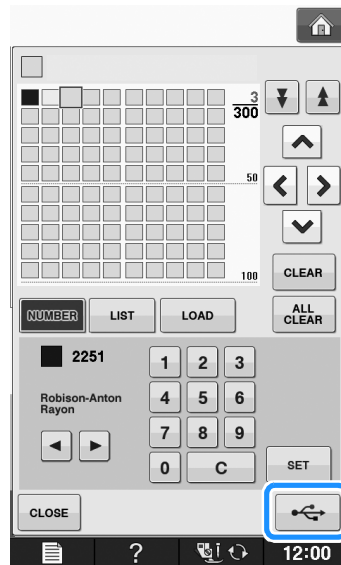 3
300
50
100
CLEAR
NUMBER LIST LOAD ALL CLEAR
2251
Robison-Anton
Rayon
1 2 3
4 5 6
7 8 9
0 C SET
CLOSE
? 12:00